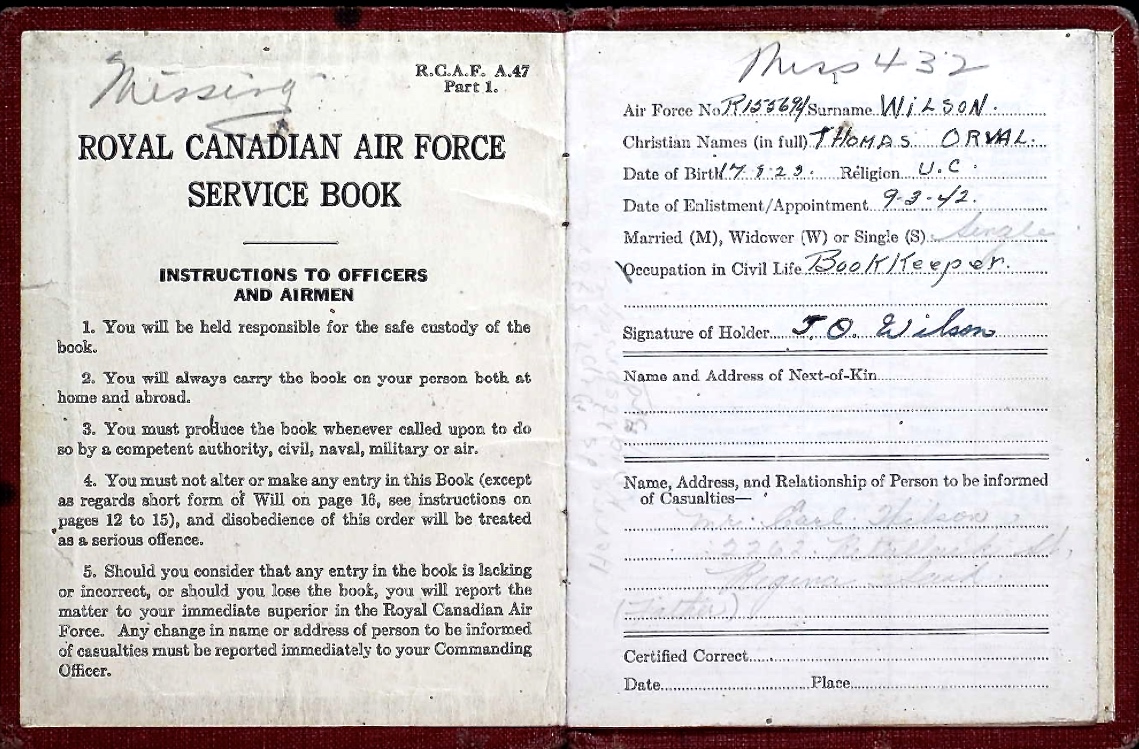 Missing
R.C.A.F. A.47
Part 1.
ROYAL CANADIAN AIR FORCE
SERVICE BOOK
INSTRUCTIONS TO OFFICERS
AND AIRMEN
1. You will be held responsible for the safe custody of the
book.
2. You will always carry the book on your person both at
home and abroad.
3. You must produce the book whenever called upon to do
so by a competent authority, civil, naval, military or air.
4. You must not alter or make any entry in this Book (except
as regards short form of Will on page 16, see instructions on
pages 12 to 15), and disobedience of this order will be treated
as a serious offence.
5. Should you consider that any entry in the book is lacking
or incorrect, or should you lose the book, you will report the
matter to your immediate superior in the Royal Canadian Air
Force. Any change in name or address of person to be informed
of casualties must be reported immediately to your Commanding
Officer.
Miss 432
Air Force No. R155694 Surname WILSON.
Christian Names (in full) THOMAS ORVAL.
Date of Birth Religion U.C.
Date of Enlistment/Appointment 9-3-42.
Married (M), Widower (W) or Single (S) Single
Occupation in Civil Life BookKeeper.
Signature of Holder T.O. Wilson
Name and Address of Next-of-Kin
Name, Address, and Relationship of Person to be informed
of Casualties—
Mr. Carl Wilson
St.
Regina Sask.
(Father)
Certified Correct
Date Place